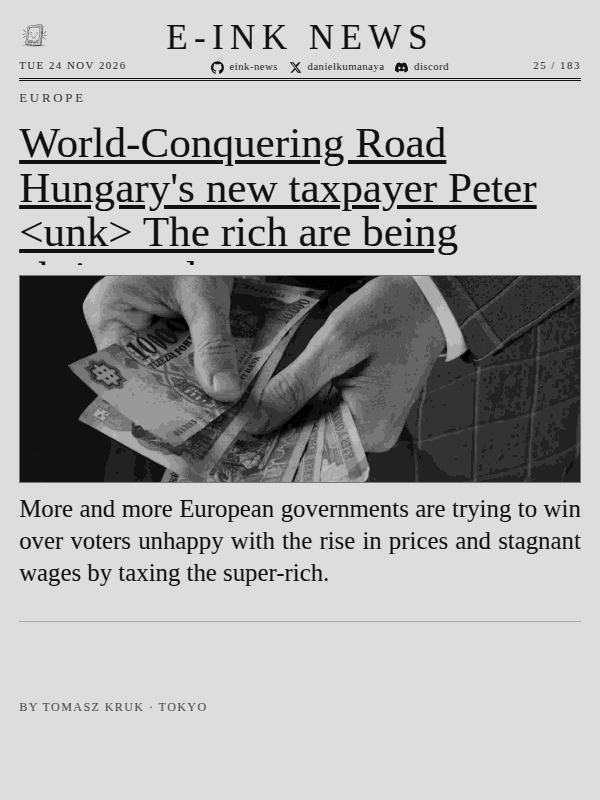 E-INK NEWS
TUE 24 NOV 2026
eink-news danielkumanaya discord
25 / 183
EUROPE
World-Conquering Road
Hungary's new taxpayer Peter
<unk> The rich are being
10000
More and more European governments are trying to win
over voters unhappy with the rise in prices and stagnant
wages by taxing the super-rich.
BY TOMASZ KRUK · TOKYO